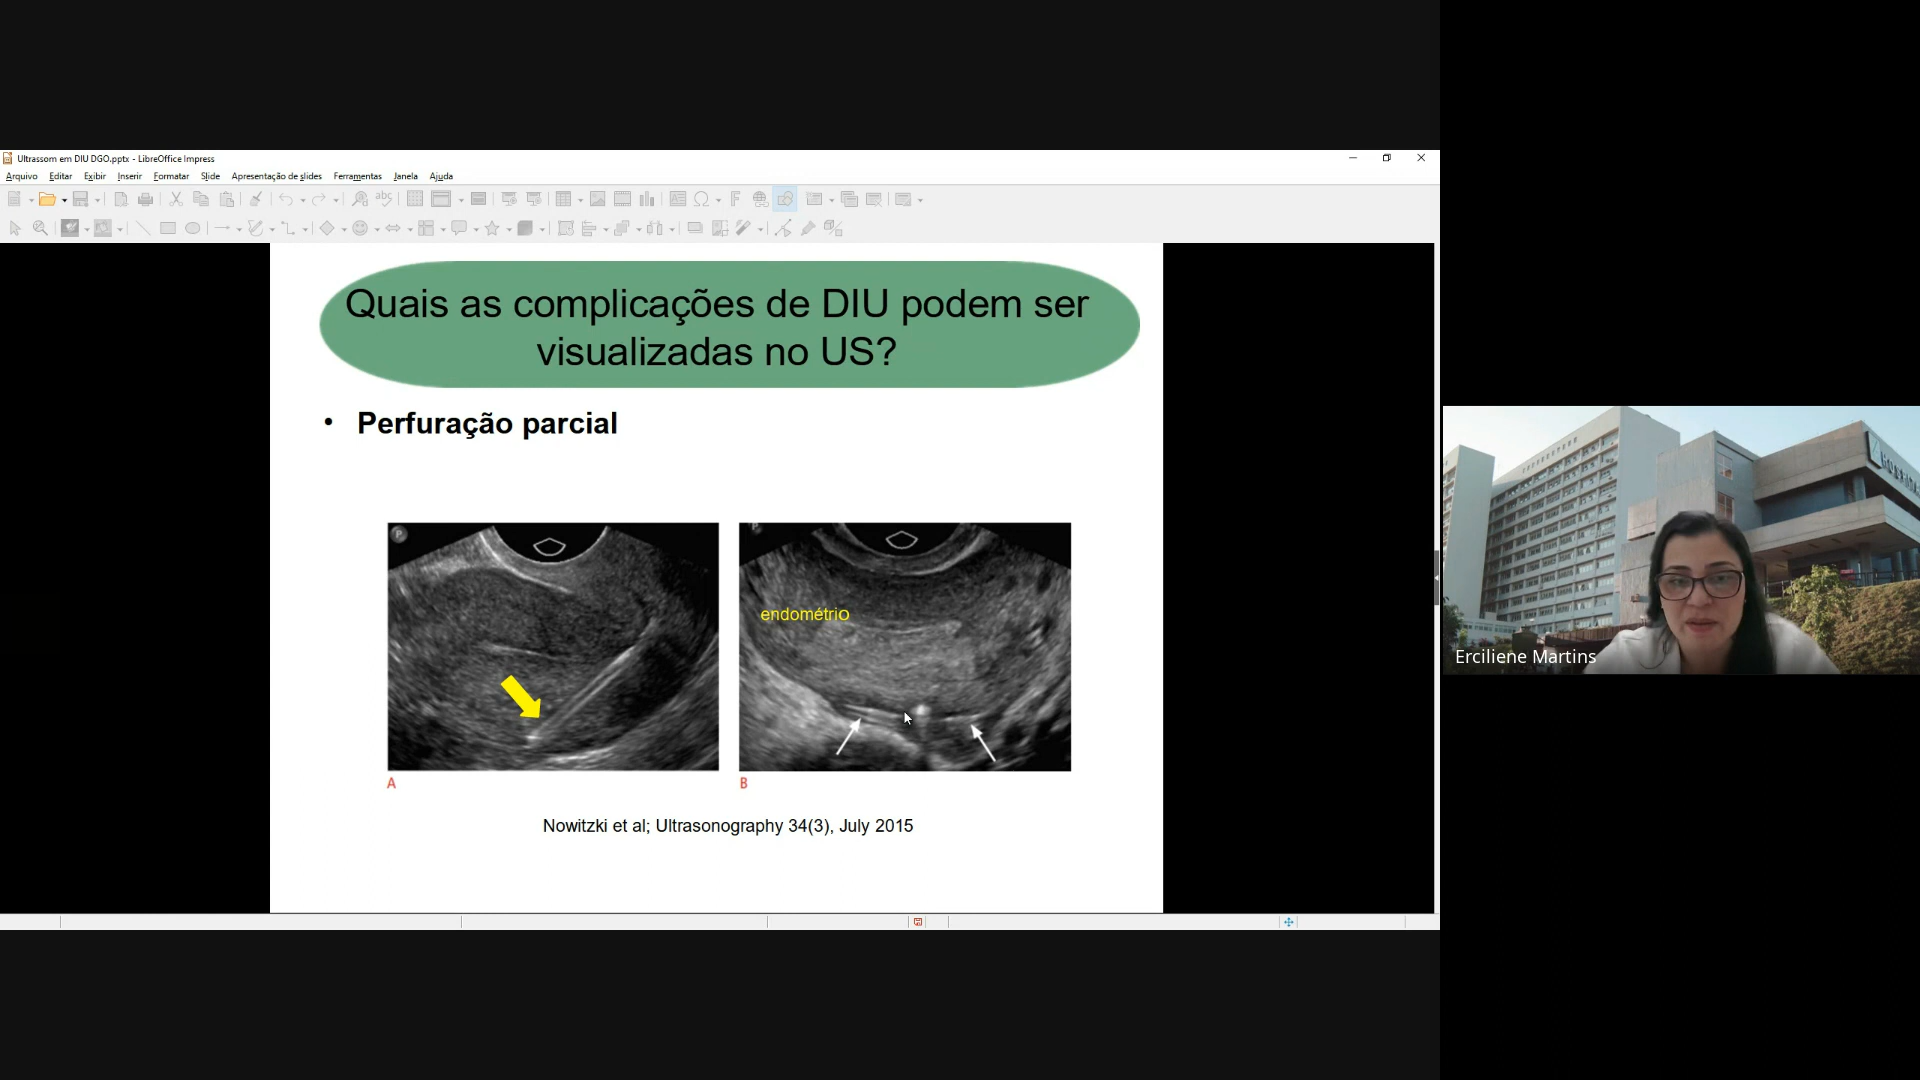 Ultrassom em DIU DGO.pptx - LibreOffice Impress
Arquivo Editar Exibir Inserir Formatar Slide Apresentação de slides Ferramentas Janela Ajuda
Quais as complicações de DIU podem ser
visualizadas no US?
• Perfuração parcial
P
endométrio
A
B
Nowitzki et al; Ultrasonography 34(3), July 2015
Erciliene Martins